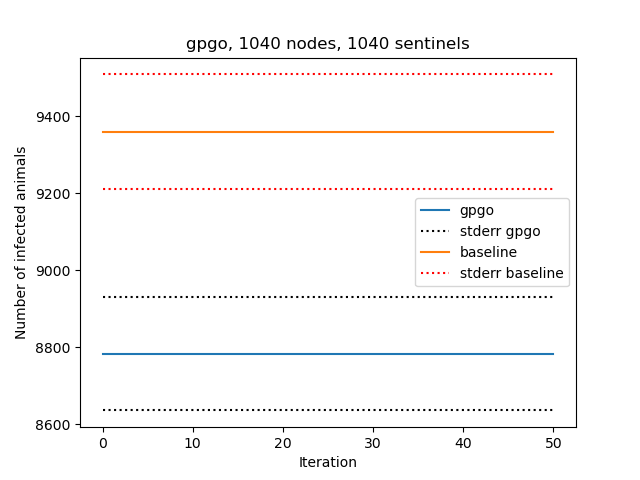 gpgo, 1040 nodes, 1040 sentinels
Number of infected animals
9400
9200
9000
8800
8600
gpgo
stderr gpgo
baseline
stderr baseline
0 10 20 30 40 50
Iteration